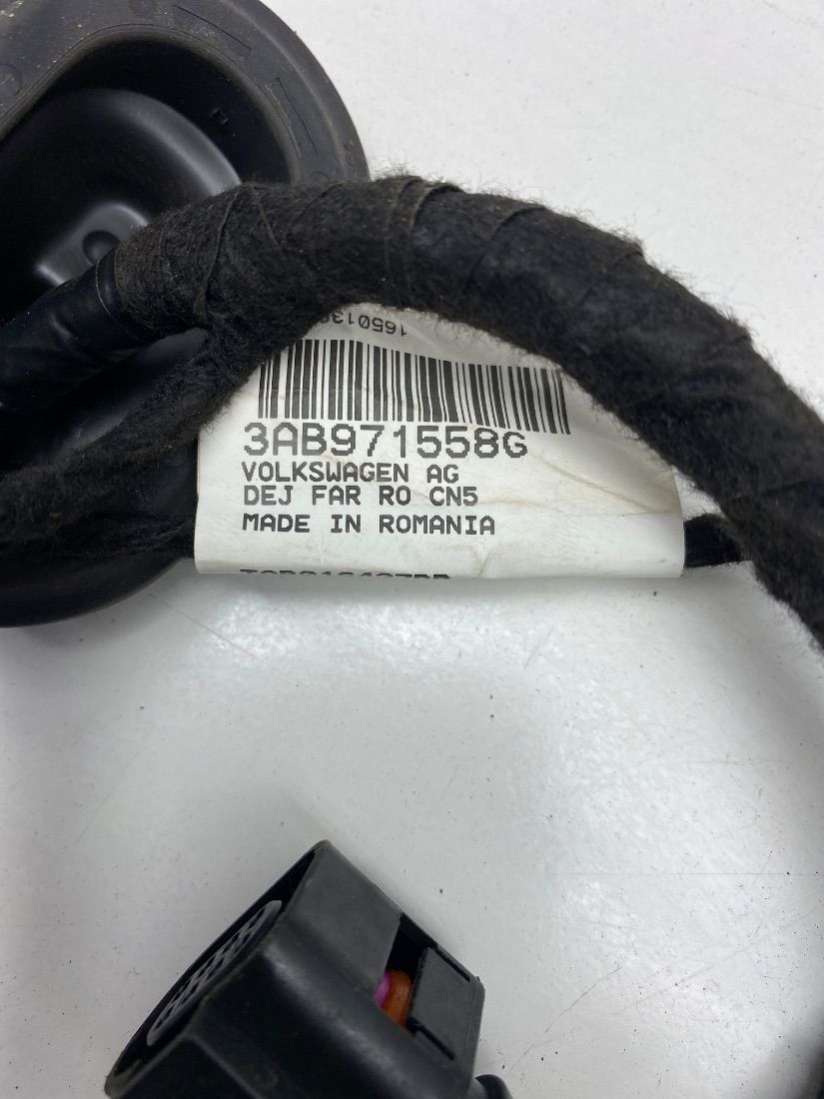 3AB971558G
VOLKSWAGEN AG
DEJ FAR RO CN5
MADE IN ROMANIA